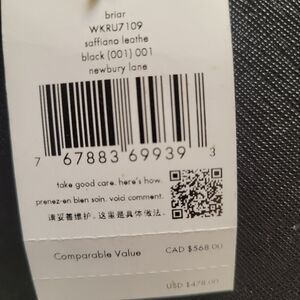 briar
WKRU7109
saffiano leathe
black (001) 001
newbury lane
7 67883 69939 3
take good care. here's how.
prenez-en bien soin. voici comment.
请妥善维护。这里是具体做法。
Comparable Value CAD $568.00
USD $478.00